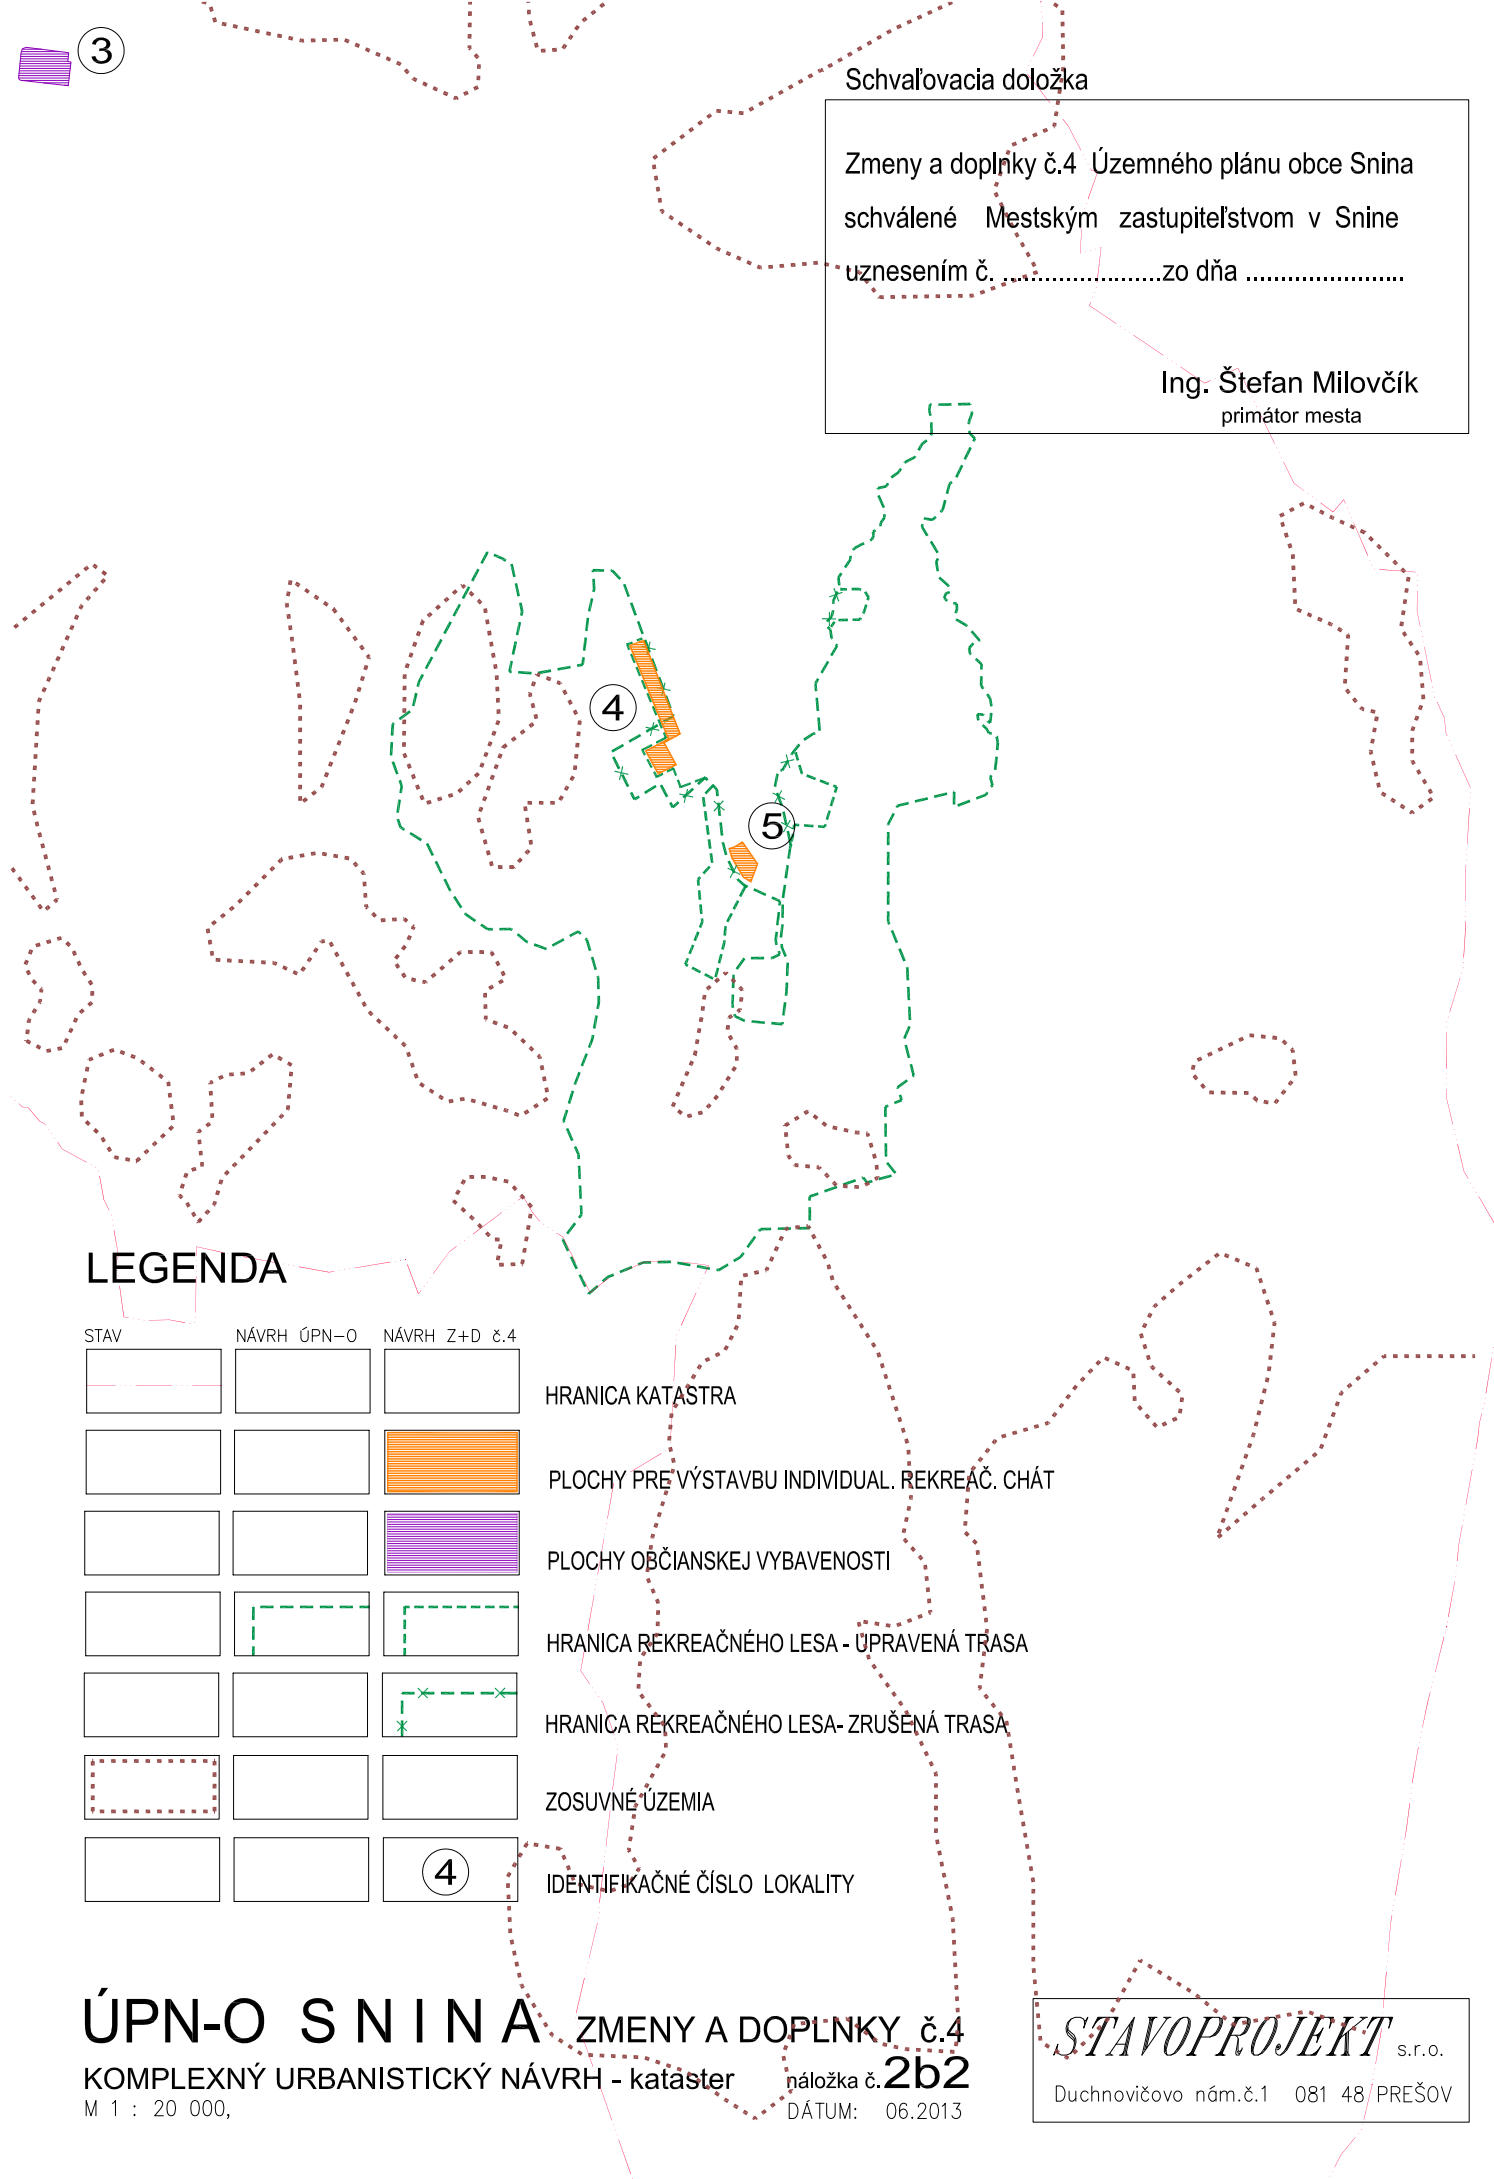 3
Schvaľovacia doložka
Zmeny a doplnky č.4 Územného plánu obce Snina
schválené Mestským zastupiteľstvom v Snine
uznesením č. ........................zo dňa ........................
Ing. Štefan Milovčík
primátor mesta
4
5
LEGENDA
STAV NÁVRH ÚPN-O NÁVRH Z+D č.4
HRANICA KATASTRA
PLOCHY PRE VÝSTAVBU INDIVIDUAL. REKREAČ. CHÁT
PLOCHY OBČIANSKEJ VYBAVENOSTI
HRANICA REKREAČNÉHO LESA - UPRAVENÁ TRASA
HRANICA REKREAČNÉHO LESA- ZRUŠENÁ TRASA
ZOSUVNÉ ÚZEMIA
4 IDENTIFIKAČNÉ ČÍSLO LOKALITY
ÚPN-O S N I N A ZMENY A DOPLNKY č.4
KOMPLEXNÝ URBANISTICKÝ NÁVRH - kataster náložka č. 2b2
M 1 : 20 000, DÁTUM: 06.2013
STAVOPROJEKT s.r.o.
Duchnovičovo nám.č.1 081 48 PREŠOV